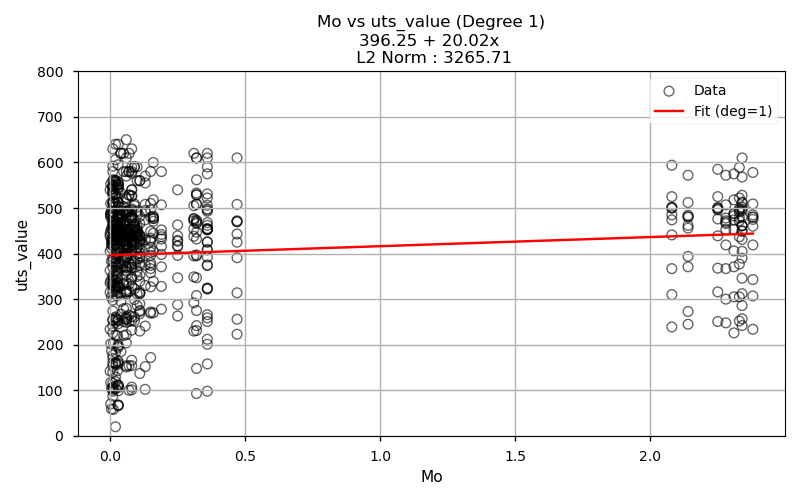 Mo vs uts_value (Degree 1)
396.25 + 20.02x
L2 Norm : 3265.71
Data
Fit (deg=1)
800
700
600
500
400
300
200
100
0
uts_value
0.0
0.5
1.0
1.5
2.0
Mo